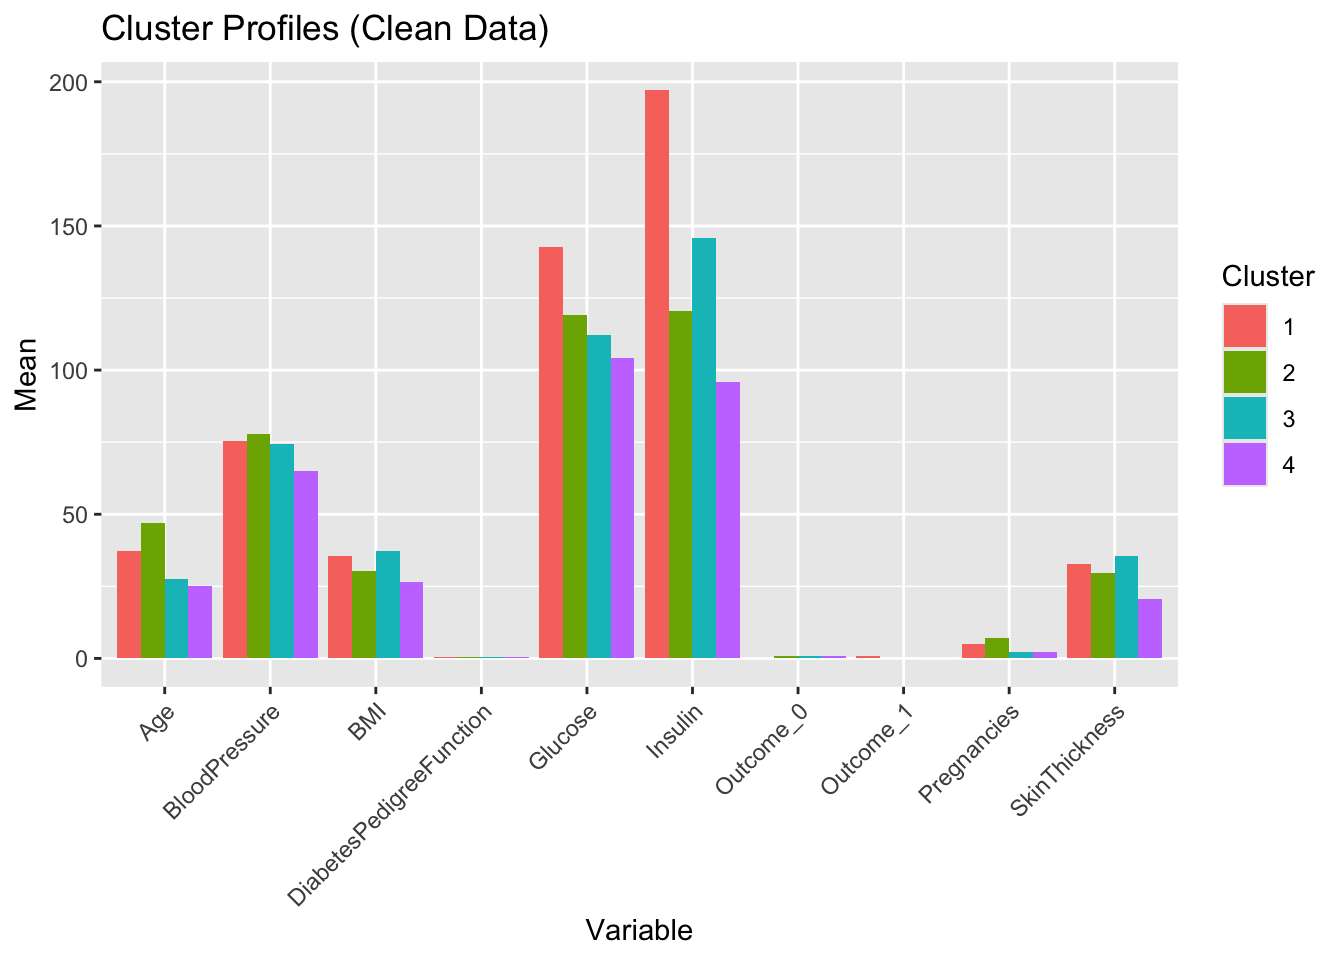 Cluster Profiles (Clean Data)
200
150
100
50
0
Mean
Age
BloodPressure
BMI
DiabetesPedigreeFunction
Glucose
Insulin
Outcome_0
Outcome_1
Pregnancies
SkinThickness
Variable
Cluster
1
2
3
4